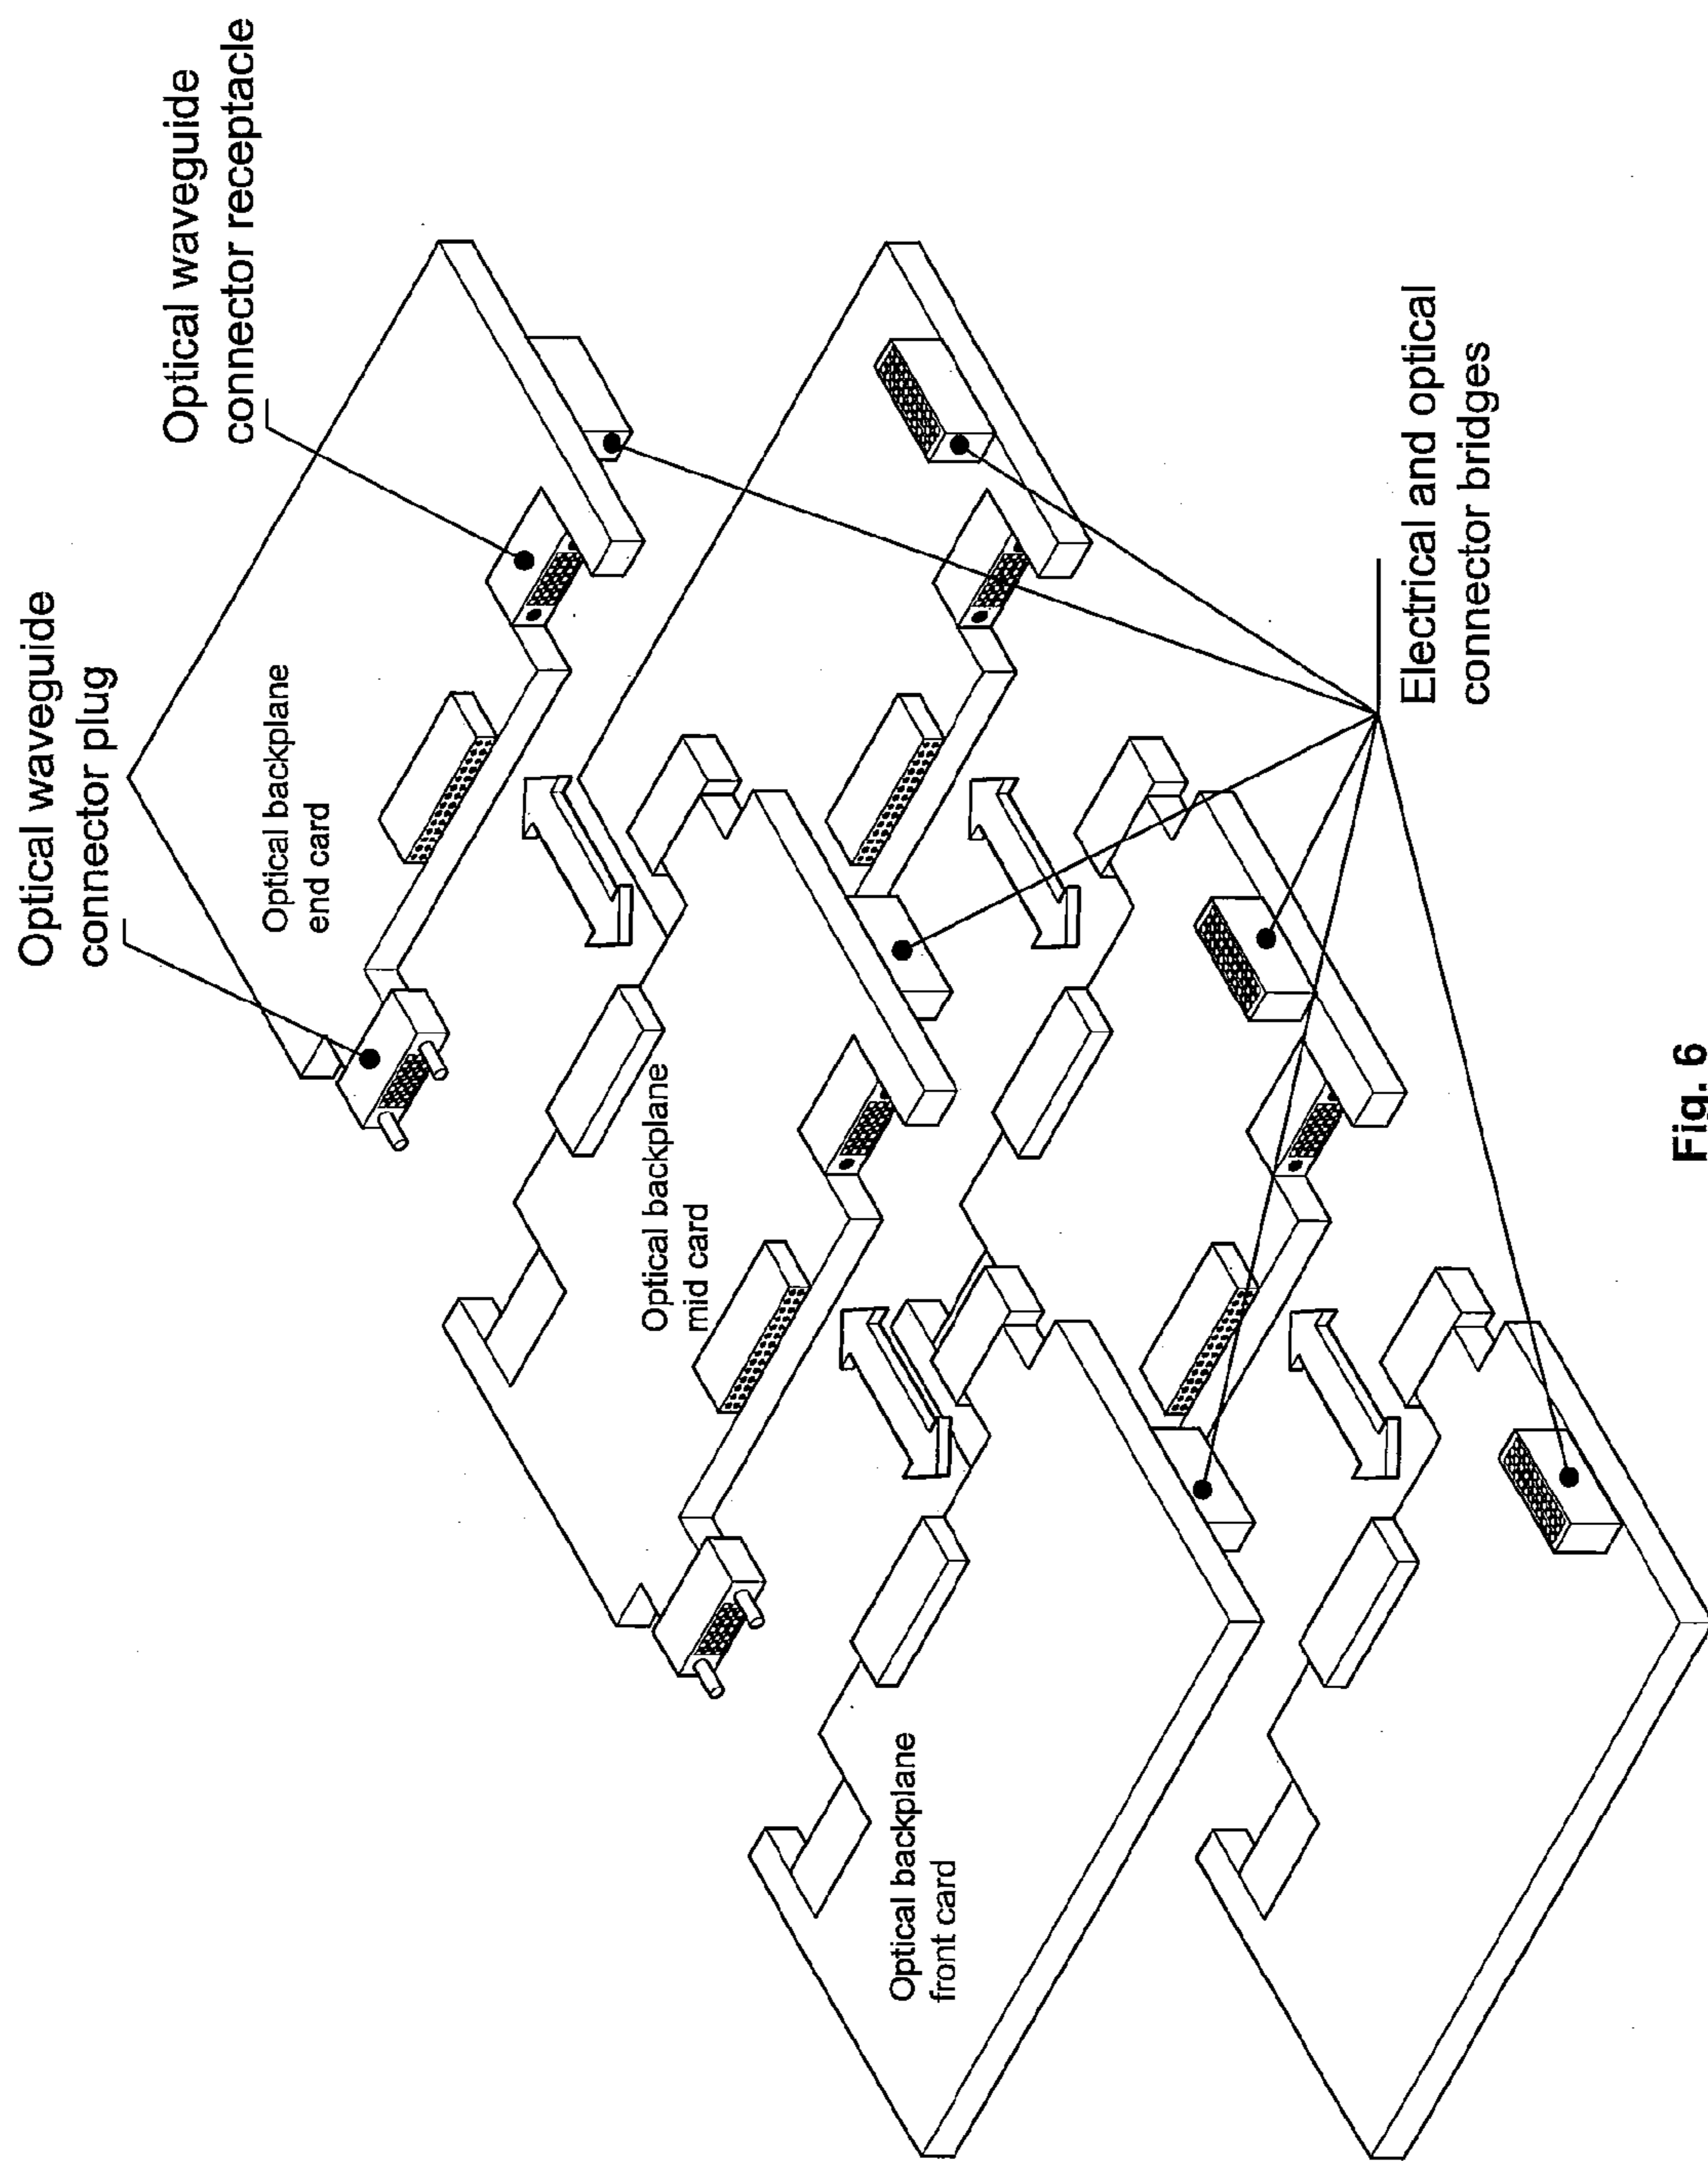 Optical waveguide
connector plug
Optical waveguide
connector receptacle
Optical backplane
end card
Optical backplane
mid card
Optical backplane
front card
Electrical and optical
connector bridges
Fig. 6